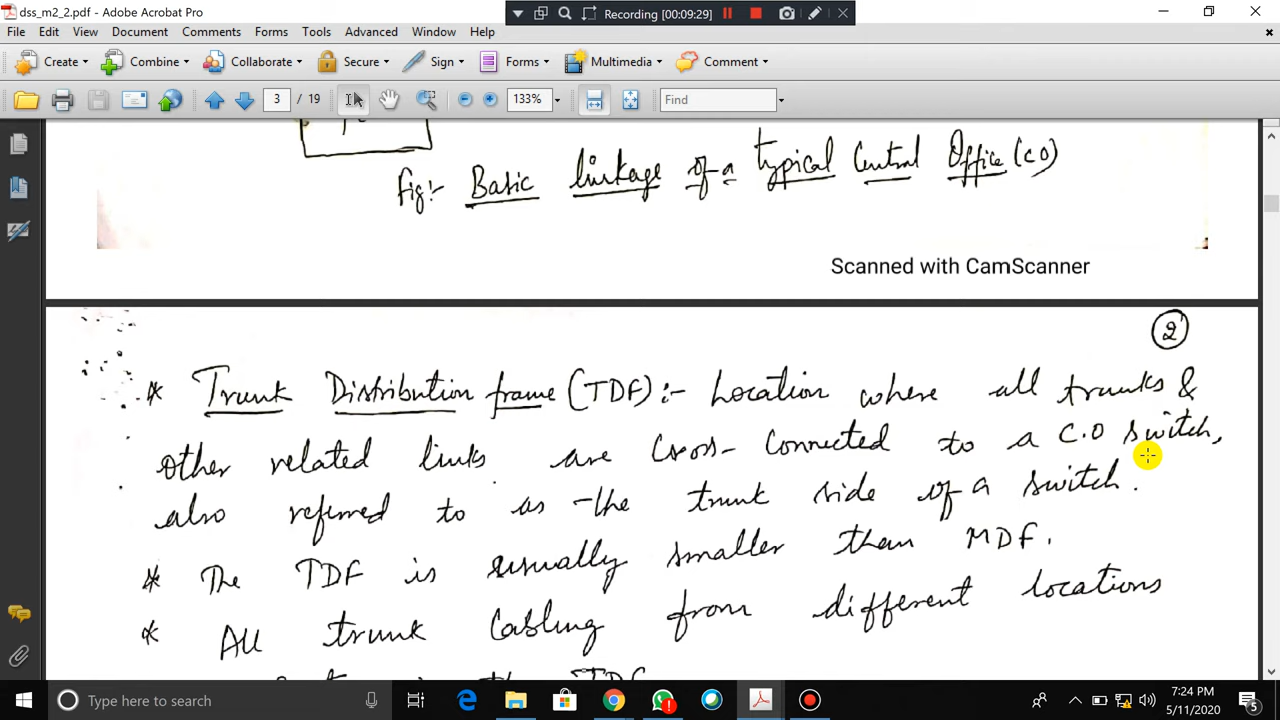 dss_m2_2.pdf - Adobe Acrobat Pro
Recording [00:09:29]
File Edit View Document Comments Forms Tools Advanced Window Help
Create Combine Collaborate Secure Sign Forms Multimedia Comment
3 / 19 133% Find
Fig:- Basic linkage of a typical Central Office (CO)
Scanned with CamScanner
2
* Trunk Distribution frame (TDF):- Location where all trunks &
other related links are Cross-Connected to a C.O switch,
also referred to as the trunk side of a switch.
* The TDF is usually smaller than MDF.
* All trunk Cabling from different locations
TDF
Type here to search
7:24 PM
5/11/2020
5